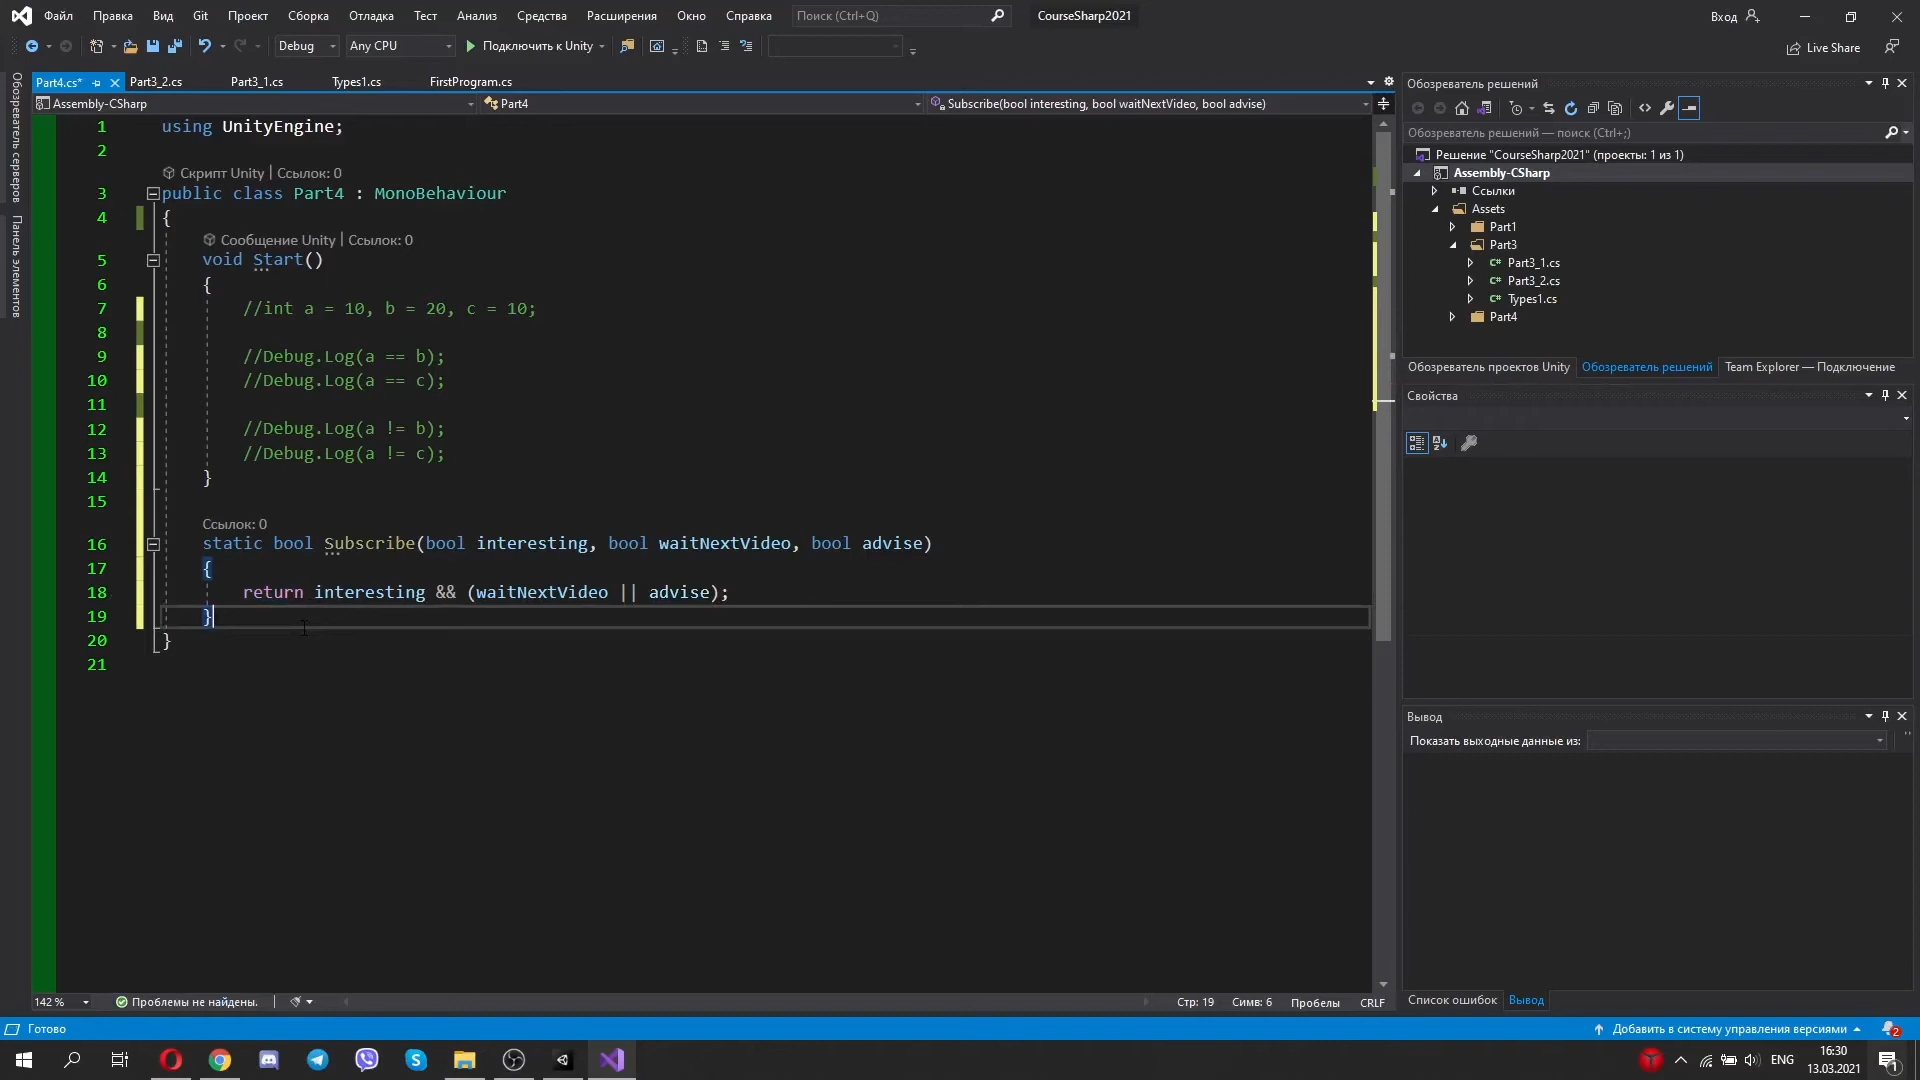 Файл Правка Вид Git Проект Сборка Отладка Тест Анализ Средства Расширения Окно Справка Поиск (Ctrl+Q) CourseSharp2021 Вход
Debug Any CPU Подключить к Unity Live Share
Обозреватель серверов
Панель элементов
Part4.cs* Part3_2.cs Part3_1.cs Types1.cs FirstProgram.cs
Assembly-CSharp Part4 Subscribe(bool interesting, bool waitNextVideo, bool advise)
1 using UnityEngine;
2
Скрипт Unity | Ссылок: 0
3 public class Part4 : MonoBehaviour
4 {
Сообщение Unity | Ссылок: 0
5 void Start()
6 {
7 //int a = 10, b = 20, c = 10;
8
9 //Debug.Log(a == b);
10 //Debug.Log(a == c);
11
12 //Debug.Log(a != b);
13 //Debug.Log(a != c);
14 }
15
Ссылок: 0
16 static bool Subscribe(bool interesting, bool waitNextVideo, bool advise)
17 {
18 return interesting && (waitNextVideo || advise);
19 }
20 }
21
142 % Проблемы не найдены. Стр: 19 Симв: 6 Пробелы CRLF
Обозреватель решений
Обозреватель решений — поиск (Ctrl+;)
Решение "CourseSharp2021" (проекты: 1 из 1)
Assembly-CSharp
Ссылки
Assets
Part1
Part3
C# Part3_1.cs
C# Part3_2.cs
C# Types1.cs
Part4
Обозреватель проектов Unity Обозреватель решений Team Explorer — Подключение
Свойства
Вывод
Показать выходные данные из:
Список ошибок Вывод
Готово Добавить в систему управления версиями 2
ENG 16:30
13.03.2021 1